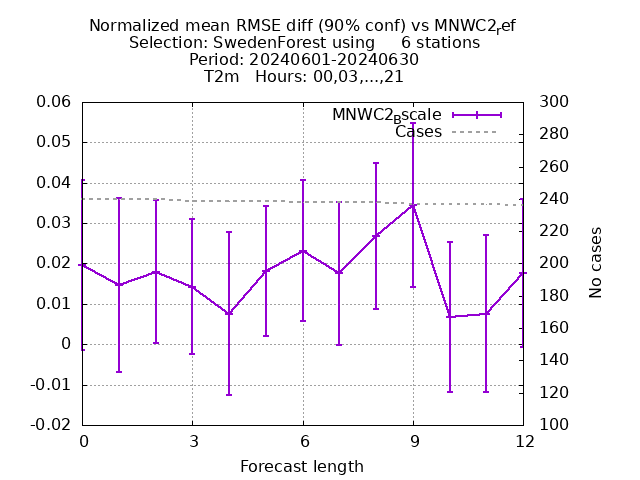 Normalized mean RMSE diff (90% conf) vs MNWC2ref
Selection: SwedenForest using 6 stations
Period: 20240601-20240630
T2m Hours: 00,03,...,21
MNWC2Bscale
Cases
0.06
0.05
0.04
0.03
0.02
0.01
0
-0.01
-0.02
300
280
260
240
220
200
180
160
140
120
100
No cases
0 3 6 9 12
Forecast length